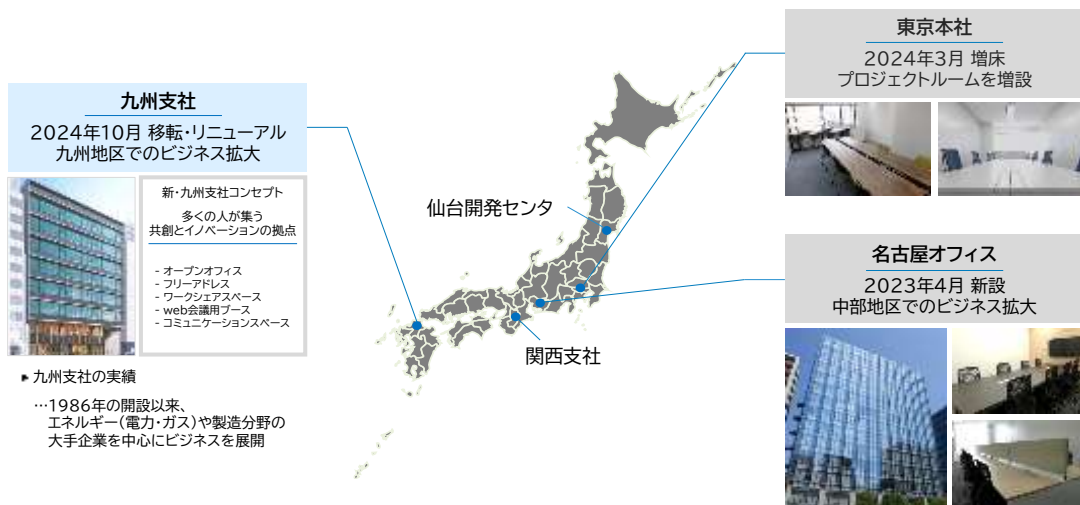 九州支社
2024年10月 移転・リニューアル
九州地区でのビジネス拡大
新・九州支社コンセプト
多くの人が集う
共創とイノベーションの拠点
- オープンオフィス
- フリーアドレス
- ワークシェアスペース
- web会議用ブース
- コミュニケーションスペース
▶ 九州支社の実績
…1986年の開設以来、
エネルギー(電力・ガス)や製造分野の
大手企業を中心にビジネスを展開
仙台開発センタ
関西支社
東京本社
2024年3月 増床
プロジェクトルームを増設
名古屋オフィス
2023年4月 新設
中部地区でのビジネス拡大